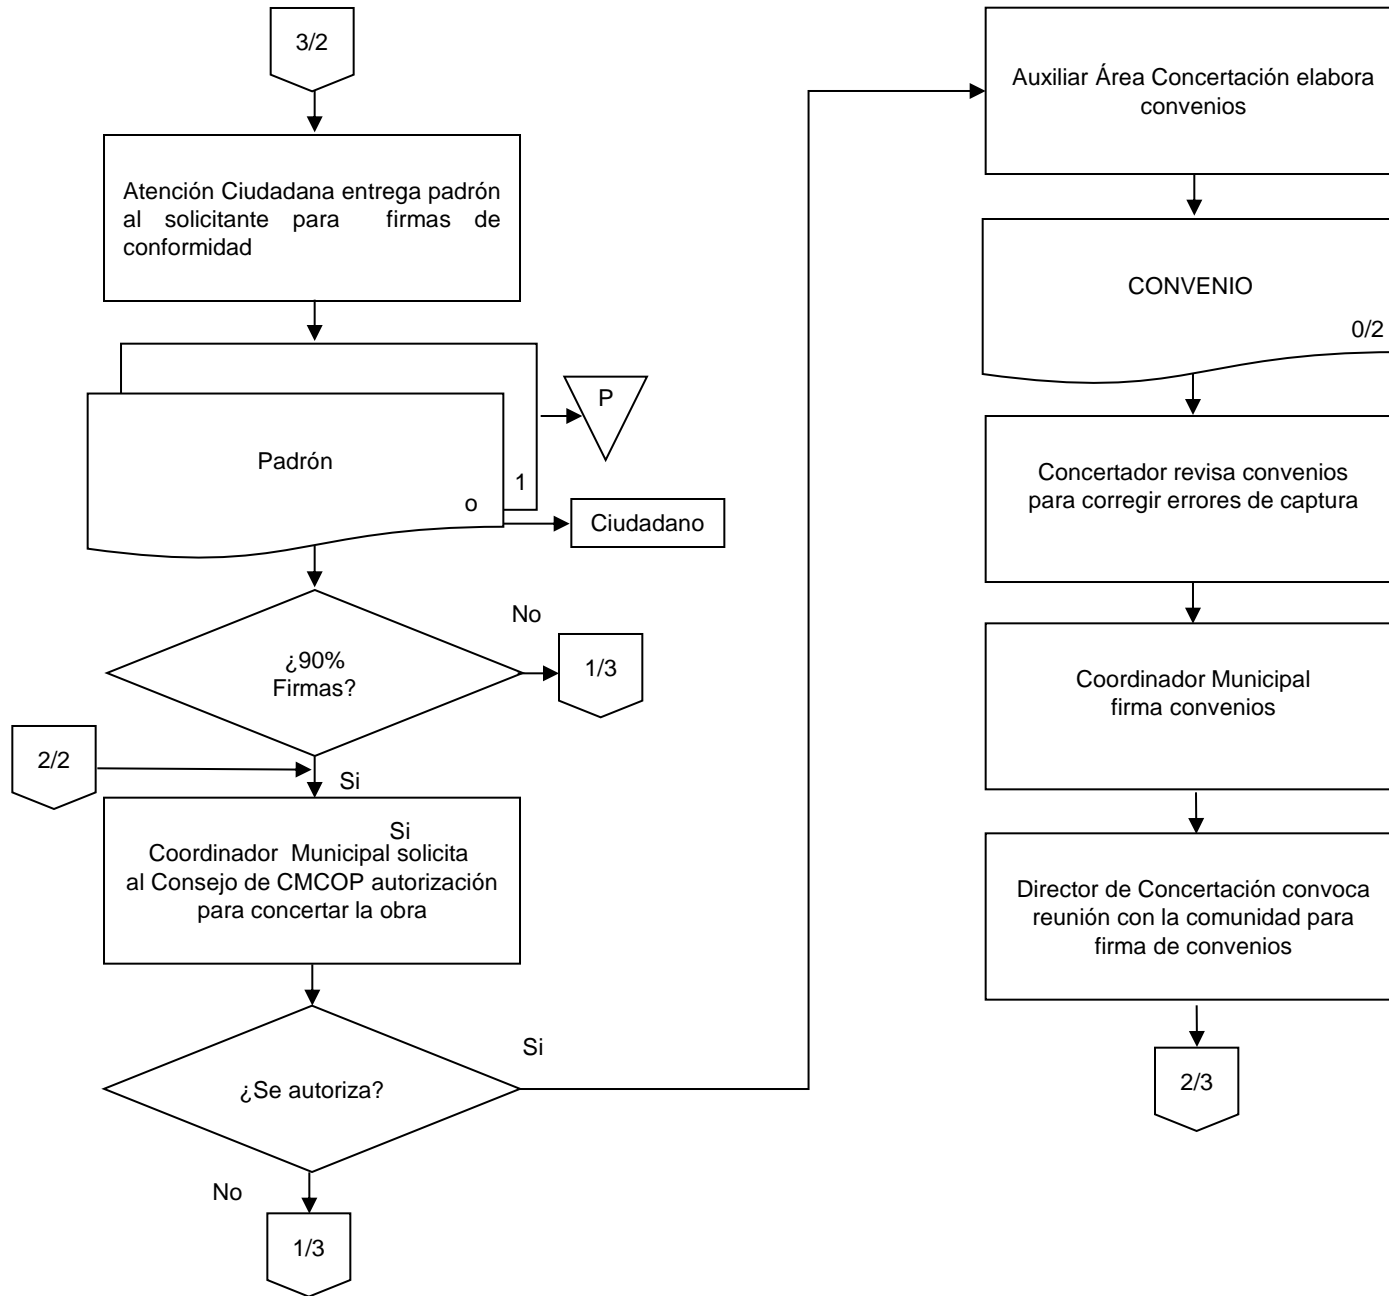 3/2
Atención Ciudadana entrega padrón
al solicitante para firmas de
conformidad
P
Padrón
1
o
Ciudadano
No
¿90%
Firmas?
1/3
2/2
Si
Si
Coordinador Municipal solicita
al Consejo de CMCOP autorización
para concertar la obra
Si
¿Se autoriza?
No
1/3
Auxiliar Área Concertación elabora
convenios
CONVENIO
0/2
Concertador revisa convenios
para corregir errores de captura
Coordinador Municipal
firma convenios
Director de Concertación convoca
reunión con la comunidad para
firma de convenios
2/3